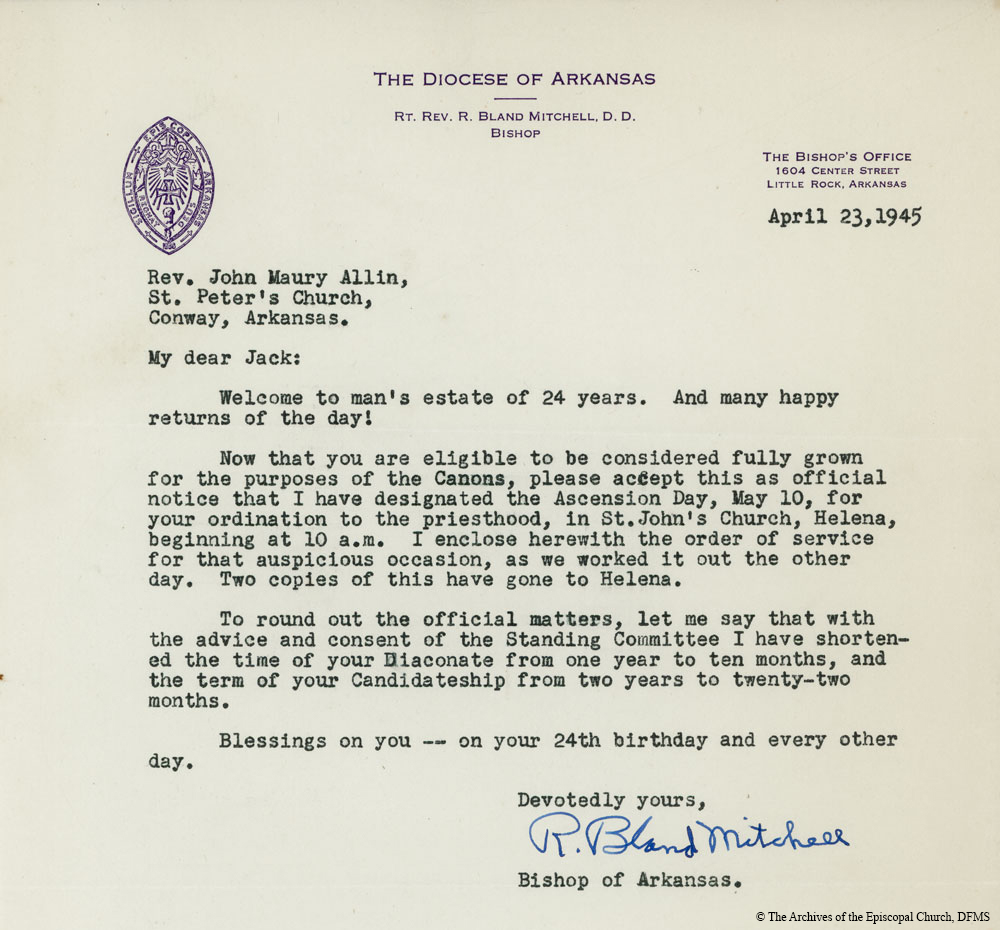 THE DIOCESE OF ARKANSAS
RT. REV. R. BLAND MITCHELL, D. D.
BISHOP
SIGILLUM EPISCOPI ARKANSAS
REGNAT DEUS
THE BISHOP'S OFFICE
1604 CENTER STREET
LITTLE ROCK, ARKANSAS
April 23,1945
Rev. John Maury Allin,
St. Peter's Church,
Conway, Arkansas.
My dear Jack:
Welcome to man's estate of 24 years. And many happy
returns of the day!
Now that you are eligible to be considered fully grown
for the purposes of the Canons, please accept this as official
notice that I have designated the Ascension Day, May 10, for
your ordination to the priesthood, in St.John's Church, Helena,
beginning at 10 a.m. I enclose herewith the order of service
for that auspicious occasion, as we worked it out the other
day. Two copies of this have gone to Helena.
To round out the official matters, let me say that with
the advice and consent of the Standing Committee I have shorten-
ed the time of your Diaconate from one year to ten months, and
the term of your Candidateship from two years to twenty-two
months.
Blessings on you -- on your 24th birthday and every other
day.
Devotedly yours,
R. Bland Mitchell
Bishop of Arkansas.
© The Archives of the Episcopal Church, DFMS